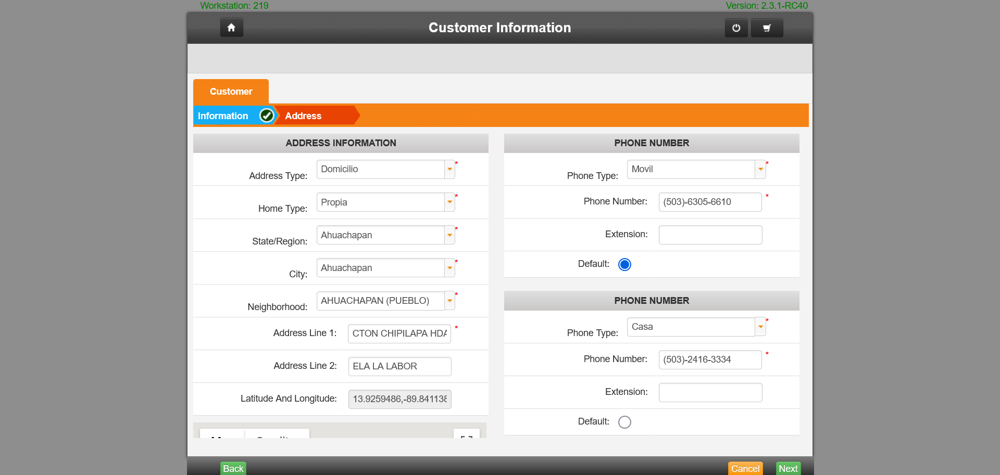 Workstation: 219
Version: 2.3.1-RC40
Customer Information
Customer
Information
Address
ADDRESS INFORMATION
Address Type: Domicilio *
Home Type: Propia *
State/Region: Ahuachapan *
City: Ahuachapan *
Neighborhood: AHUACHAPAN (PUEBLO) *
Address Line 1: CTON CHIPILAPA HDA *
Address Line 2: ELA LA LABOR
Latitude And Longitude: 13.9259486,-89.841138
PHONE NUMBER
Phone Type: Movil *
Phone Number: (503)-6305-6610 *
Extension:
Default:
PHONE NUMBER
Phone Type: Casa *
Phone Number: (503)-2416-3334 *
Extension:
Default:
Back
Cancel
Next